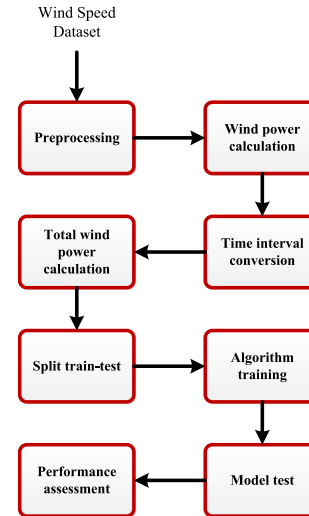 Wind Speed
Dataset
Preprocessing
Wind power
calculation
Time interval
conversion
Total wind
power
calculation
Split train-test
Algorithm
training
Model test
Performance
assessment